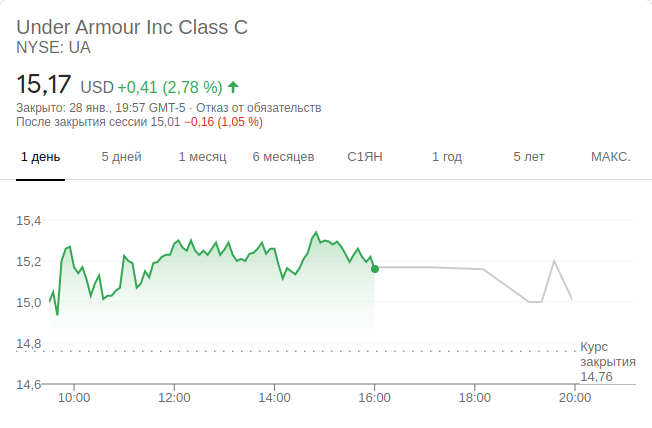 Under Armour Inc Class C
NYSE: UA
15,17 USD +0,41 (2,78 %)
Закрыто: 28 янв., 19:57 GMT-5 · Отказ от обязательств
После закрытия сессии 15,01 −0,16 (1,05 %)
1 день 5 дней 1 месяц 6 месяцев С1ЯН 1 год 5 лет МАКС.
15,4
15,2
15,0
14,8
Курс
закрытия
14,76
14,6
10:00 12:00 14:00 16:00 18:00 20:00